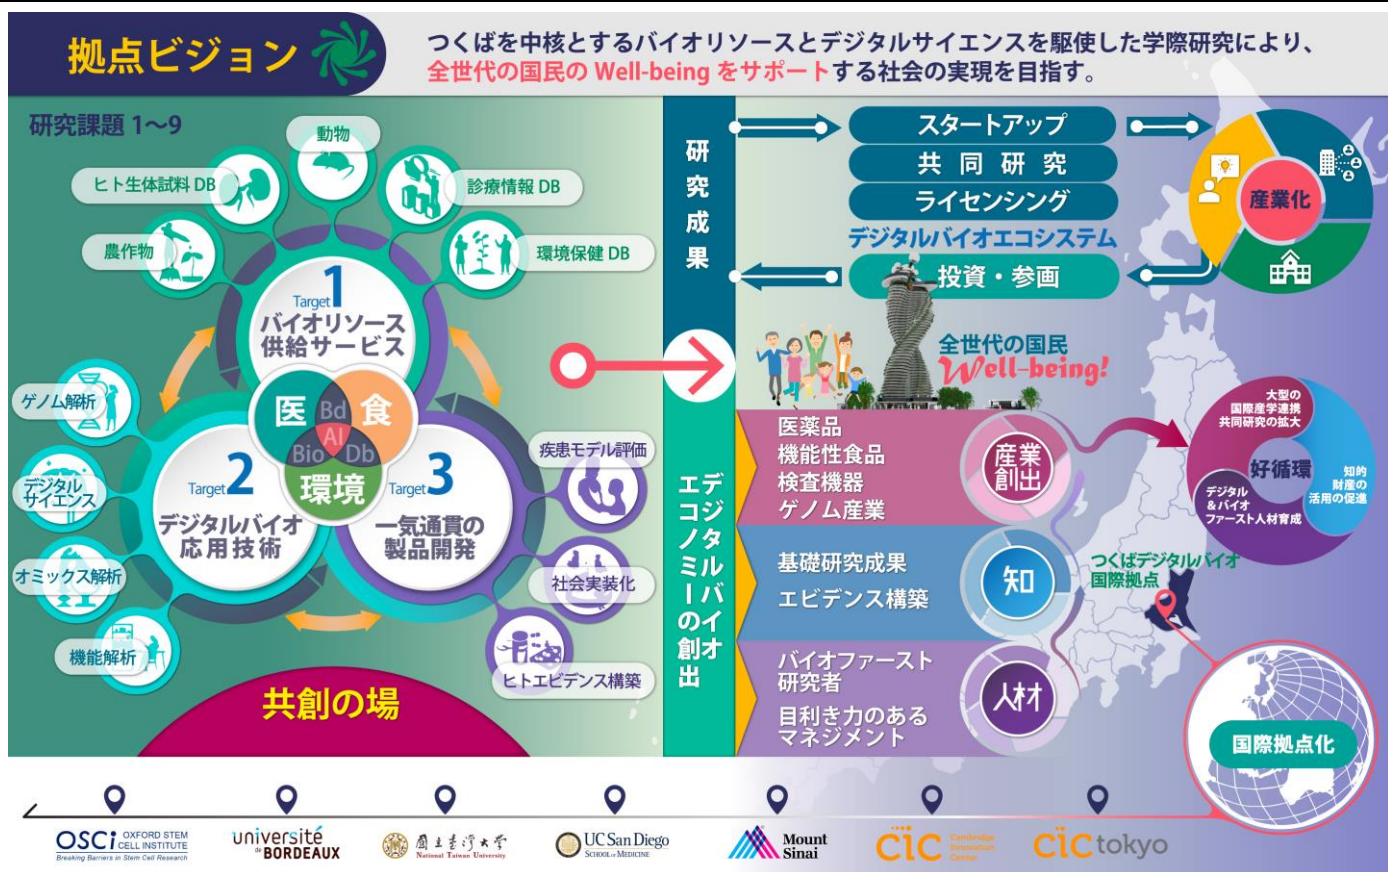 拠点ビジョン
つくばを中核とするバイオリソースとデジタルサイエンスを駆使した学際研究により、
全世代の国民の Well-being をサポートする社会の実現を目指す。
研究課題 1〜9
動物
ヒト生体試料 DB
診療情報 DB
農作物
環境保健 DB
Target 1
バイオリソース
供給サービス
医
食
環境
Bd
AI
Bio
Db
ゲノム解析
デジタル
サイエンス
オミックス解析
機能解析
Target 2
デジタルバイオ
応用技術
Target 3
一気通貫の
製品開発
疾患モデル評価
社会実装化
ヒトエビデンス構築
共創の場
研究成果
デジタルバイオ
エコノミーの創出
スタートアップ
共同研究
ライセンシング
デジタルバイオエコシステム
投資・参画
産業化
全世代の国民
Well-being!
医薬品
機能性食品
検査機器
ゲノム産業
産業
創出
基礎研究成果
エビデンス構築
知
バイオファースト
研究者
目利き力のある
マネジメント
人材
大型の
国際産学連携
共同研究の拡大
好循環
知的
財産の
活用の促進
デジタル
&バイオ
ファースト人材育成
つくばデジタルバイオ
国際拠点
国際拠点化
OSCi OXFORD STEM
CELL INSTITUTE
Breaking Barriers in Stem Cell Research
université
de BORDEAUX
國立臺灣大學
National Taiwan University
UC San Diego
SCHOOL OF MEDICINE
Mount
Sinai
CIC Cambridge
Innovation
Center
CIC tokyo